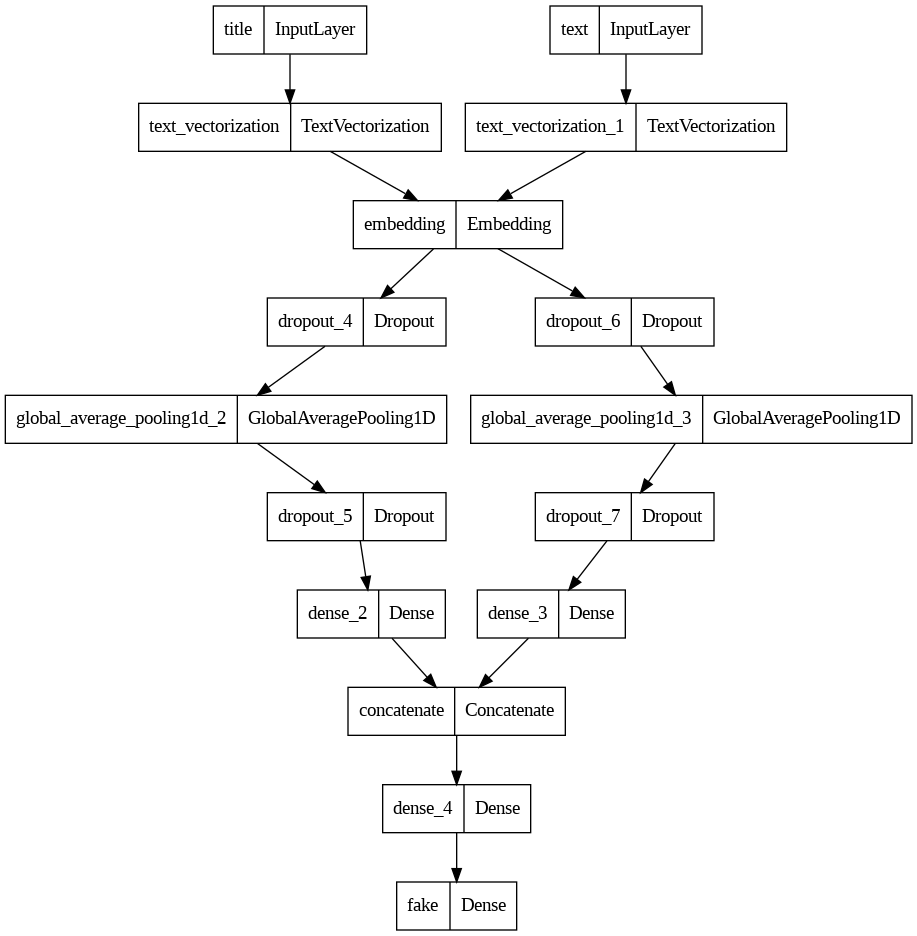 title InputLayer
text InputLayer
text_vectorization TextVectorization
text_vectorization_1 TextVectorization
embedding Embedding
dropout_4 Dropout
dropout_6 Dropout
global_average_pooling1d_2 GlobalAveragePooling1D
global_average_pooling1d_3 GlobalAveragePooling1D
dropout_5 Dropout
dropout_7 Dropout
dense_2 Dense
dense_3 Dense
concatenate Concatenate
dense_4 Dense
fake Dense